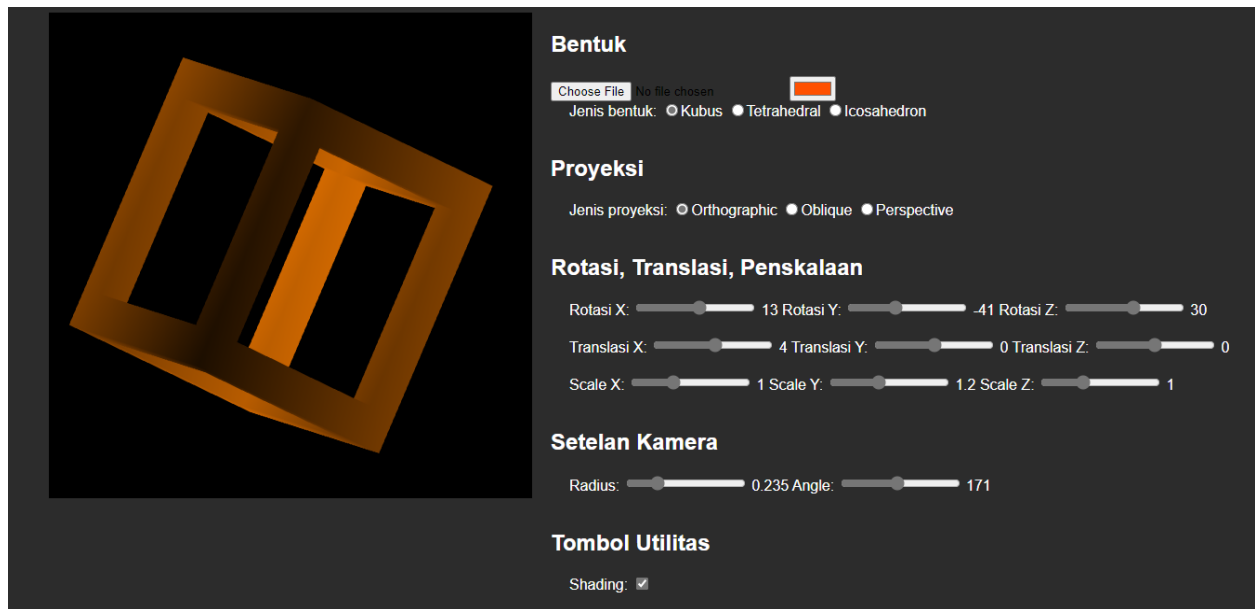 Bentuk
Choose File No file chosen
Jenis bentuk: Kubus Tetrahedral Icosahedron
Proyeksi
Jenis proyeksi: Orthographic Oblique Perspective
Rotasi, Translasi, Penskalaan
Rotasi X: 13 Rotasi Y: -41 Rotasi Z: 30
Translasi X: 4 Translasi Y: 0 Translasi Z: 0
Scale X: 1 Scale Y: 1.2 Scale Z: 1
Setelan Kamera
Radius: 0.235 Angle: 171
Tombol Utilitas
Shading: